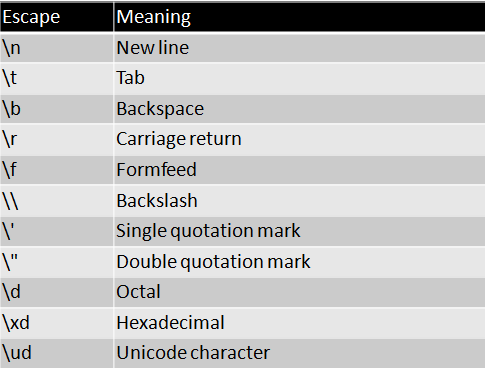 Escape Meaning
\n New line
\t Tab
\b Backspace
\r Carriage return
\f Formfeed
\\ Backslash
\' Single quotation mark
\" Double quotation mark
\d Octal
\xd Hexadecimal
\ud Unicode character